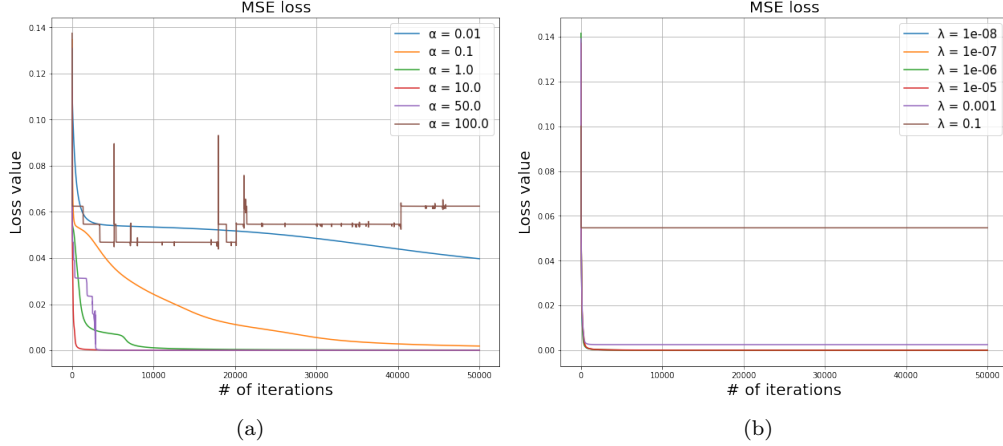 MSE loss
0.14
0.12
0.10
0.08
0.06
0.04
0.02
0.00
Loss value
0
10000
20000
30000
40000
50000
# of iterations
α = 0.01
α = 0.1
α = 1.0
α = 10.0
α = 50.0
α = 100.0
(a)
MSE loss
0.14
0.12
0.10
0.08
0.06
0.04
0.02
0.00
Loss value
0
10000
20000
30000
40000
50000
# of iterations
λ = 1e-08
λ = 1e-07
λ = 1e-06
λ = 1e-05
λ = 0.001
λ = 0.1
(b)